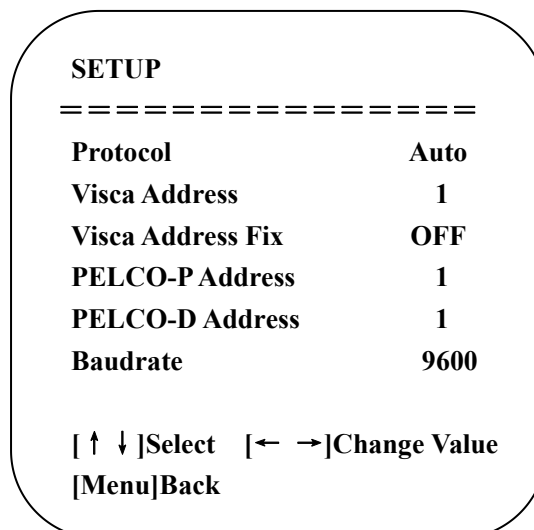 SETUP
===============
Protocol Auto
Visca Address 1
Visca Address Fix OFF
PELCO-P Address 1
PELCO-D Address 1
Baudrate 9600
[ ↑ ↓ ]Select [← →]Change Value
[Menu]Back